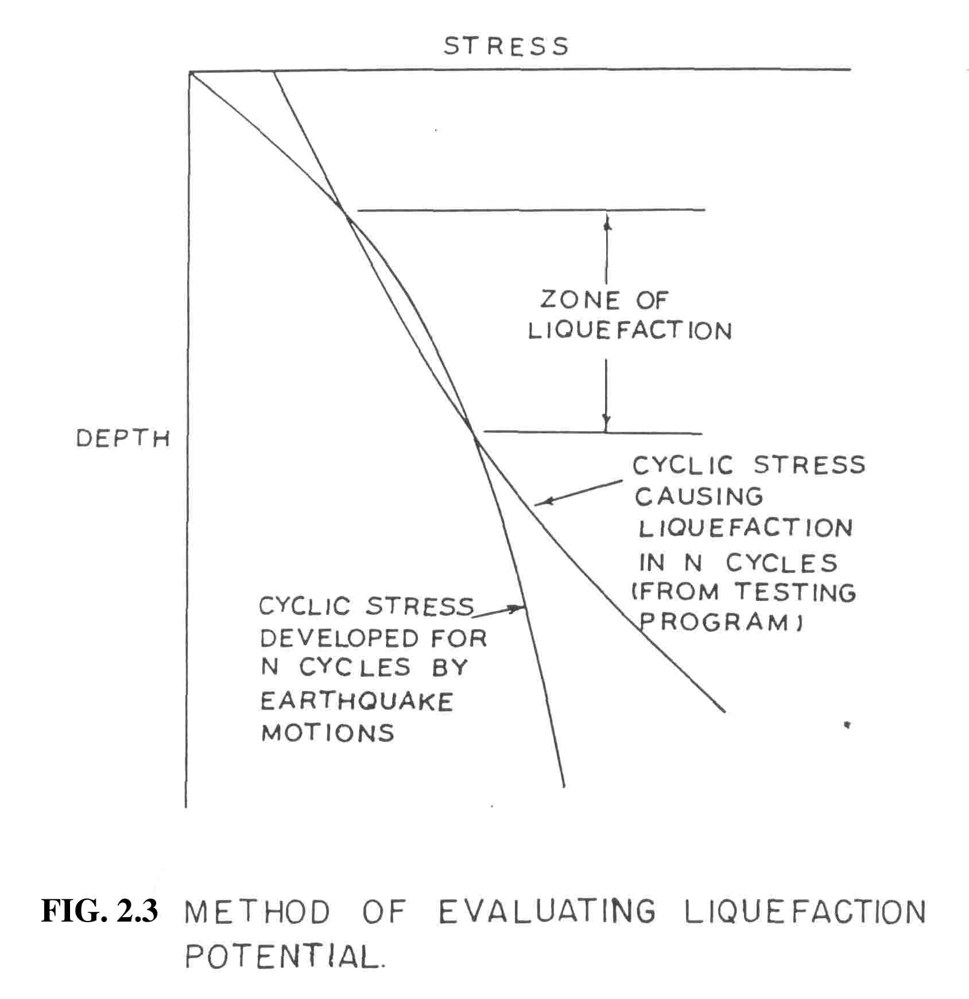 STRESS
ZONE OF
LIQUEFACTION
DEPTH
CYCLIC STRESS
CAUSING
LIQUEFACTION
IN N CYCLES
(FROM TESTING
PROGRAM)
CYCLIC STRESS
DEVELOPED FOR
N CYCLES BY
EARTHQUAKE
MOTIONS
FIG. 2.3 METHOD OF EVALUATING LIQUEFACTION
POTENTIAL.